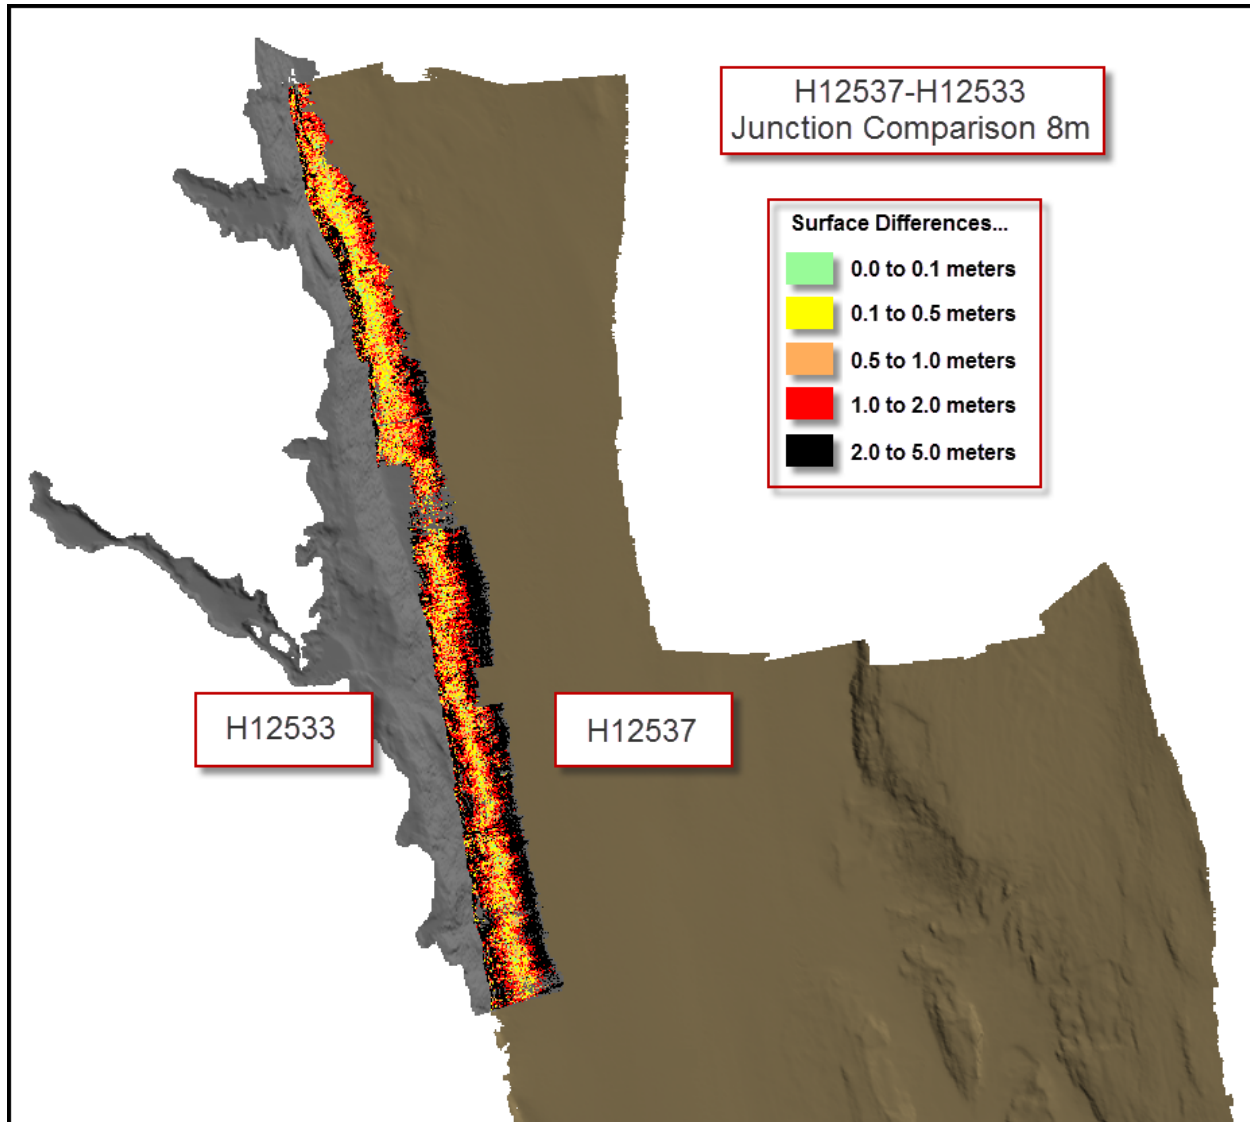 H12537-H12533
Junction Comparison 8m
Surface Differences...
0.0 to 0.1 meters
0.1 to 0.5 meters
0.5 to 1.0 meters
1.0 to 2.0 meters
2.0 to 5.0 meters
H12533
H12537